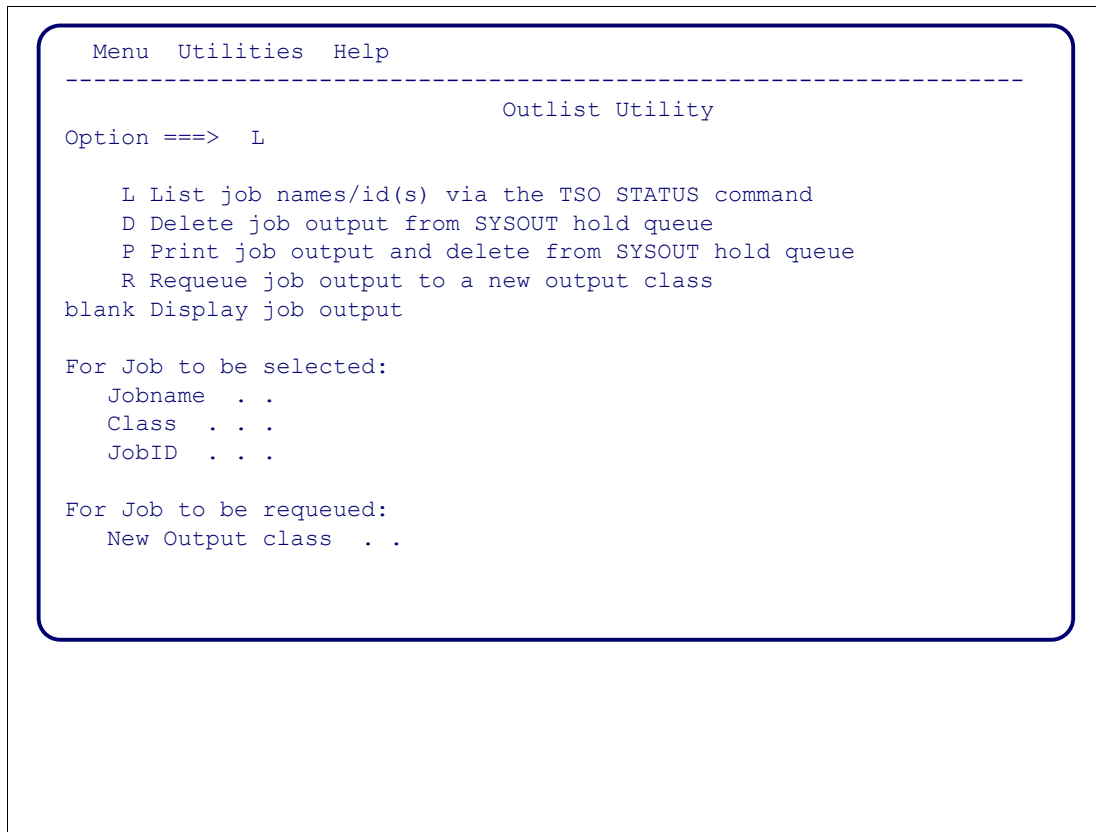 Menu  Utilities  Help
--------------------------------------------------------------------
Outlist Utility
Option ===>  L
L List job names/id(s) via the TSO STATUS command
D Delete job output from SYSOUT hold queue
P Print job output and delete from SYSOUT hold queue
R Requeue job output to a new output class
blank Display job output
For Job to be selected:
Jobname  . .
Class  . . .
JobID  . . .
For Job to be requeued:
New Output class  . .